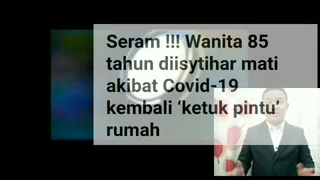 Seram !!! Wanita 85
tahun diisytihar mati
akibat Covid-19
kembali ‘ketuk pintu’
rumah